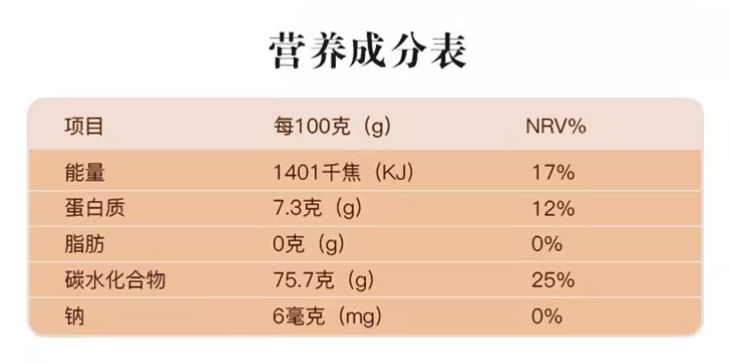 营养成分表
项目 每100克（g） NRV%
能量 1401千焦（KJ） 17%
蛋白质 7.3克（g） 12%
脂肪 0克（g） 0%
碳水化合物 75.7克（g） 25%
钠 6毫克（mg） 0%